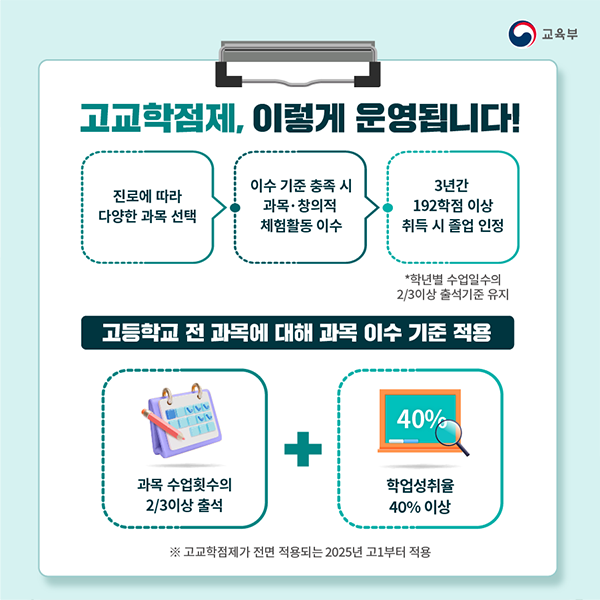 교육부
고교학점제, 이렇게 운영됩니다!
진로에 따라
다양한 과목 선택
이수 기준 충족 시
과목·창의적
체험활동 이수
3년간
192학점 이상
취득 시 졸업 인정
*학년별 수업일수의
2/3이상 출석기준 유지
고등학교 전 과목에 대해 과목 이수 기준 적용
과목 수업횟수의
2/3이상 출석
40%
학업성취율
40% 이상
※ 고교학점제가 전면 적용되는 2025년 고1부터 적용